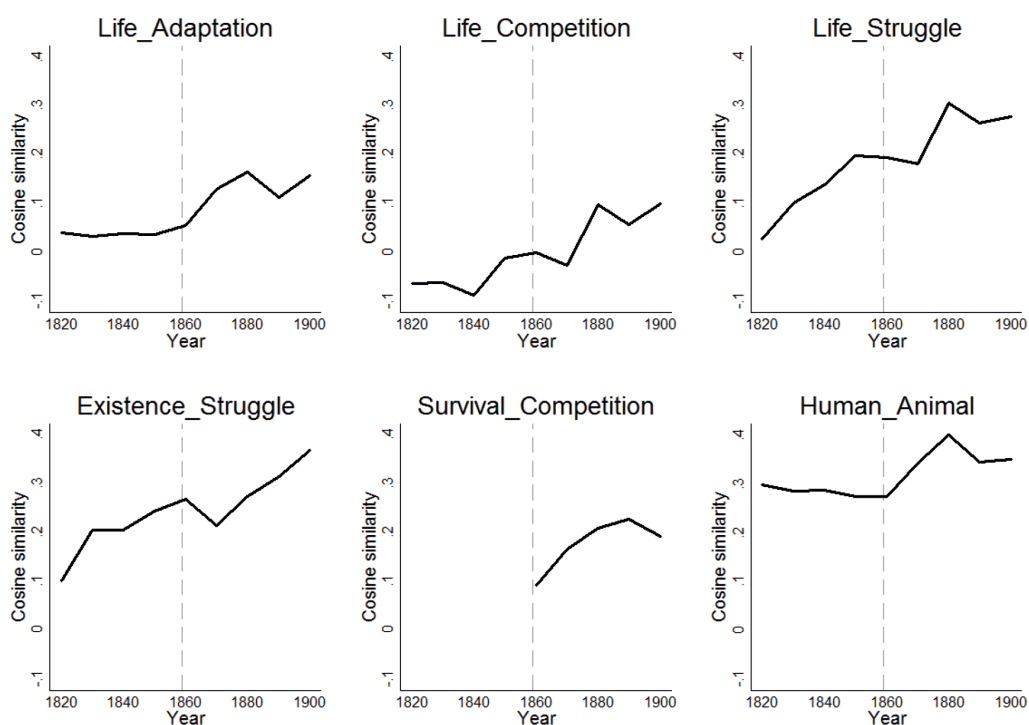 Life_Adaptation
Cosine similarity
.4
.3
.2
.1
0
-.1
1820 1840 1860 1880 1900
Year
Life_Competition
Cosine similarity
.4
.3
.2
.1
0
-.1
1820 1840 1860 1880 1900
Year
Life_Struggle
Cosine similarity
.4
.3
.2
.1
0
-.1
1820 1840 1860 1880 1900
Year
Existence_Struggle
Cosine similarity
.4
.3
.2
.1
0
-.1
1820 1840 1860 1880 1900
Year
Survival_Competition
Cosine similarity
.4
.3
.2
.1
0
-.1
1820 1840 1860 1880 1900
Year
Human_Animal
Cosine similarity
.4
.3
.2
.1
0
-.1
1820 1840 1860 1880 1900
Year